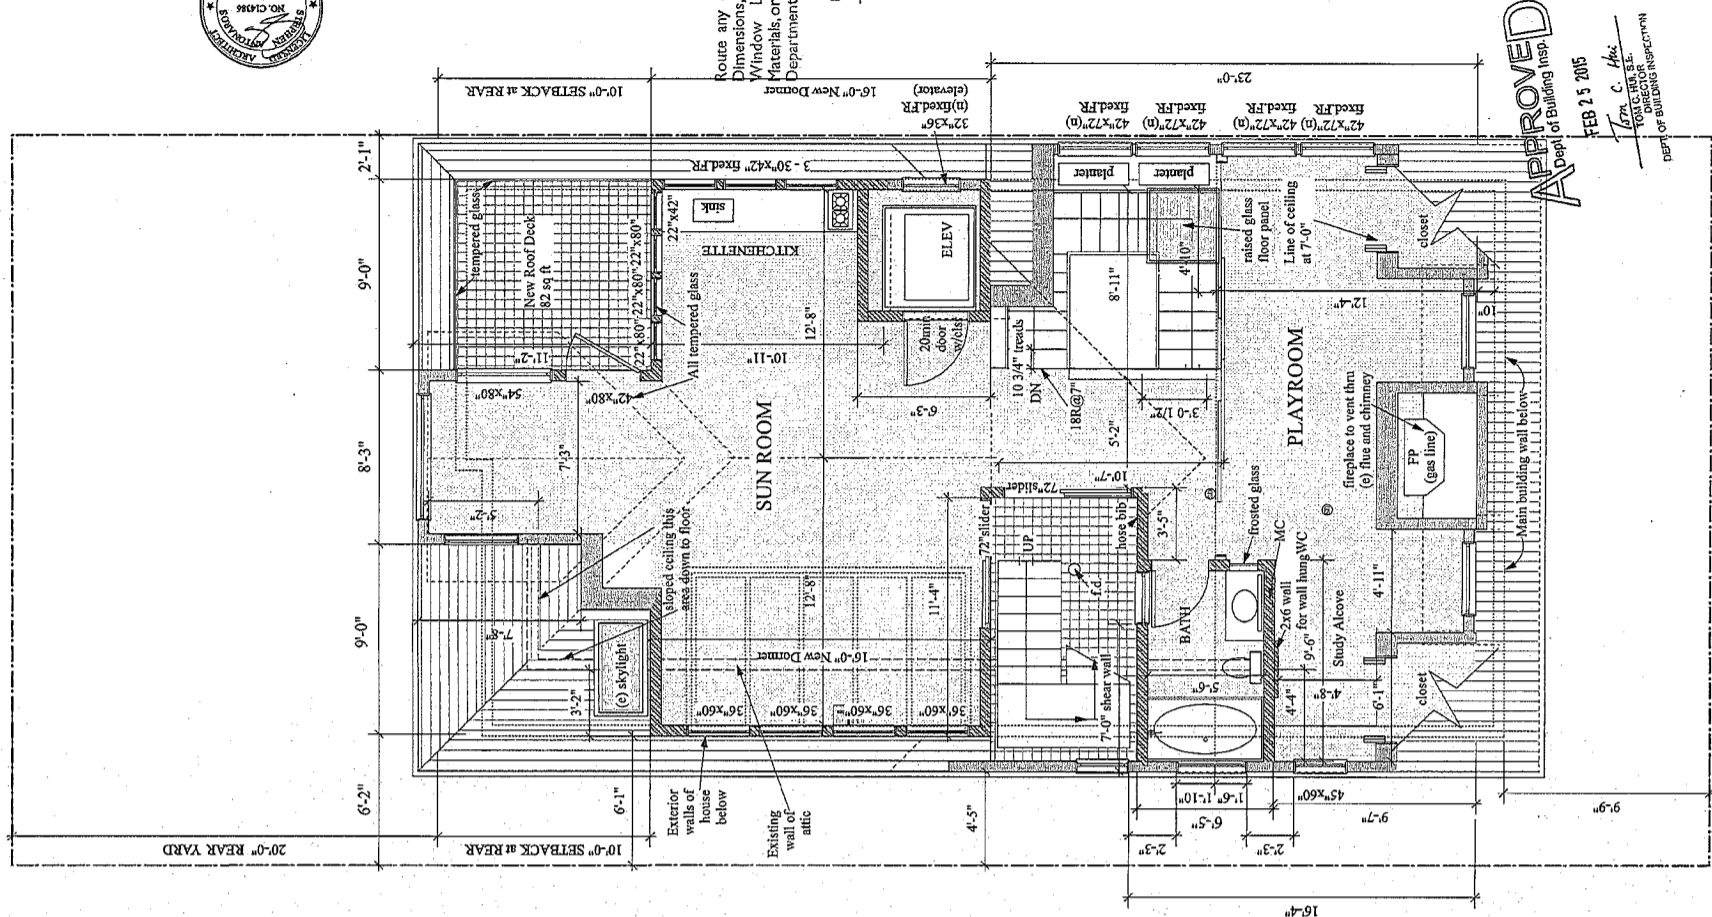 LICENSED ARCHITECT
STEPHEN ANTONAROS
NO. C14386
Route any
Dimensions,
Window
Materials, or
Department
10'-0" SETBACK at REAR
16'-0" New Dormer
32"x36"
(n)fixed.FR
(elevator)
23'-0"
42"x72"(n)
fixed.FR
42"x72"(n)
fixed.FR
42"x72"(n)
fixed.FR
42"x72"(n)
fixed.FR
APPROVED
Dept of Building Insp.
FEB 25 2015
Tom C. Hui
TOM C. HUI, S.E.
DIRECTOR
DEPT. OF BUILDING INSPECTION
2'-1"
9'-0"
8'-3"
9'-0"
6'-2"
tempered glass
New Roof Deck
82 sq ft
3 - 30"x42" fixed.FR
sink
22"x42"
KITCHENETTE
22"x80"
22"x80"
22"x80"
All tempered glass
11'-2"
54"x80"
42"x80"
10'-11"
12'-8"
ELEV
20min
door
w/cls
6'-3"
SUN ROOM
7'-3"
5'-2"
sloped ceiling this
area down to floor
7'-8"
(e) skylight
3'-2"
12'-8"
11'-4"
16'-0" New Dormer
36"x60"
36"x60"
36"x60"
36"x60"
72"slider
72"slider
10'-7"
UP
hose bib
f.d.
7'-0" shear wall
3'-5"
planter
planter
8'-11"
4'-10"
raised glass
floor panel
Line of ceiling
at 7'-0"
closet
10 3/4" treads
DN
18R@7"
3'-0 1/2"
5'-2"
12'-4"
10"
PLAYROOM
fireplace to vent thru
(e) flue and chimney
FP
(gas line)
Main building wall below
frosted glass
MC
BATH
2x6 wall
for wall hungWC
9'-6"
5'-6"
4'-4"
Study Alcove
4'-8"
4'-11"
6'-1"
closet
6'-1"
Exterior
walls of
house
below
Existing
wall of
attic
4'-5"
20'-0" REAR YARD
10'-0" SETBACK at REAR
1'-6"
1'-10"
6'-5"
2'-3"
2'-3"
45"x60"
9'-7"
9'-9"
16'-4"